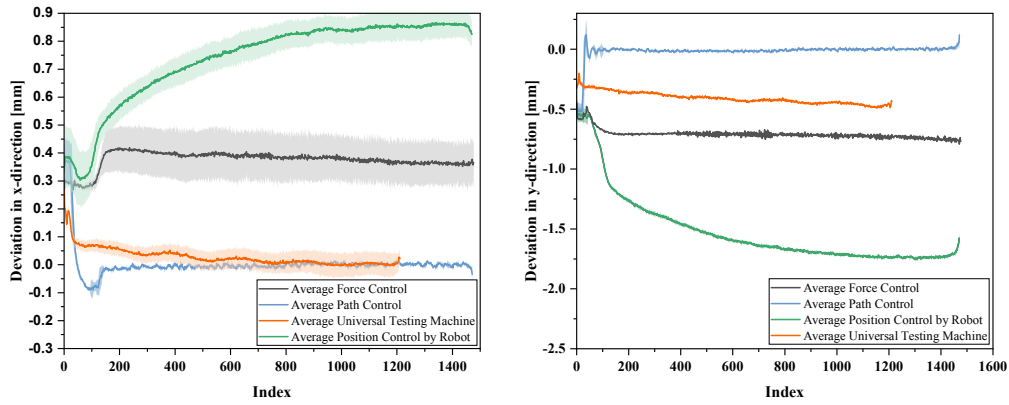 0.9
0.8
0.7
0.6
0.5
0.4
0.3
0.2
0.1
0.0
-0.1
-0.2
-0.3
Deviation in x-direction [mm]
0 200 400 600 800 1000 1200 1400
Index
Average Force Control
Average Path Control
Average Universal Testing Machine
Average Position Control by Robot
0.0
-0.5
-1.0
-1.5
-2.0
-2.5
Deviation in y-direction [mm]
0 200 400 600 800 1000 1200 1400 1600
Index
Average Force Control
Average Path Control
Average Position Control by Robot
Average Universal Testing Machine